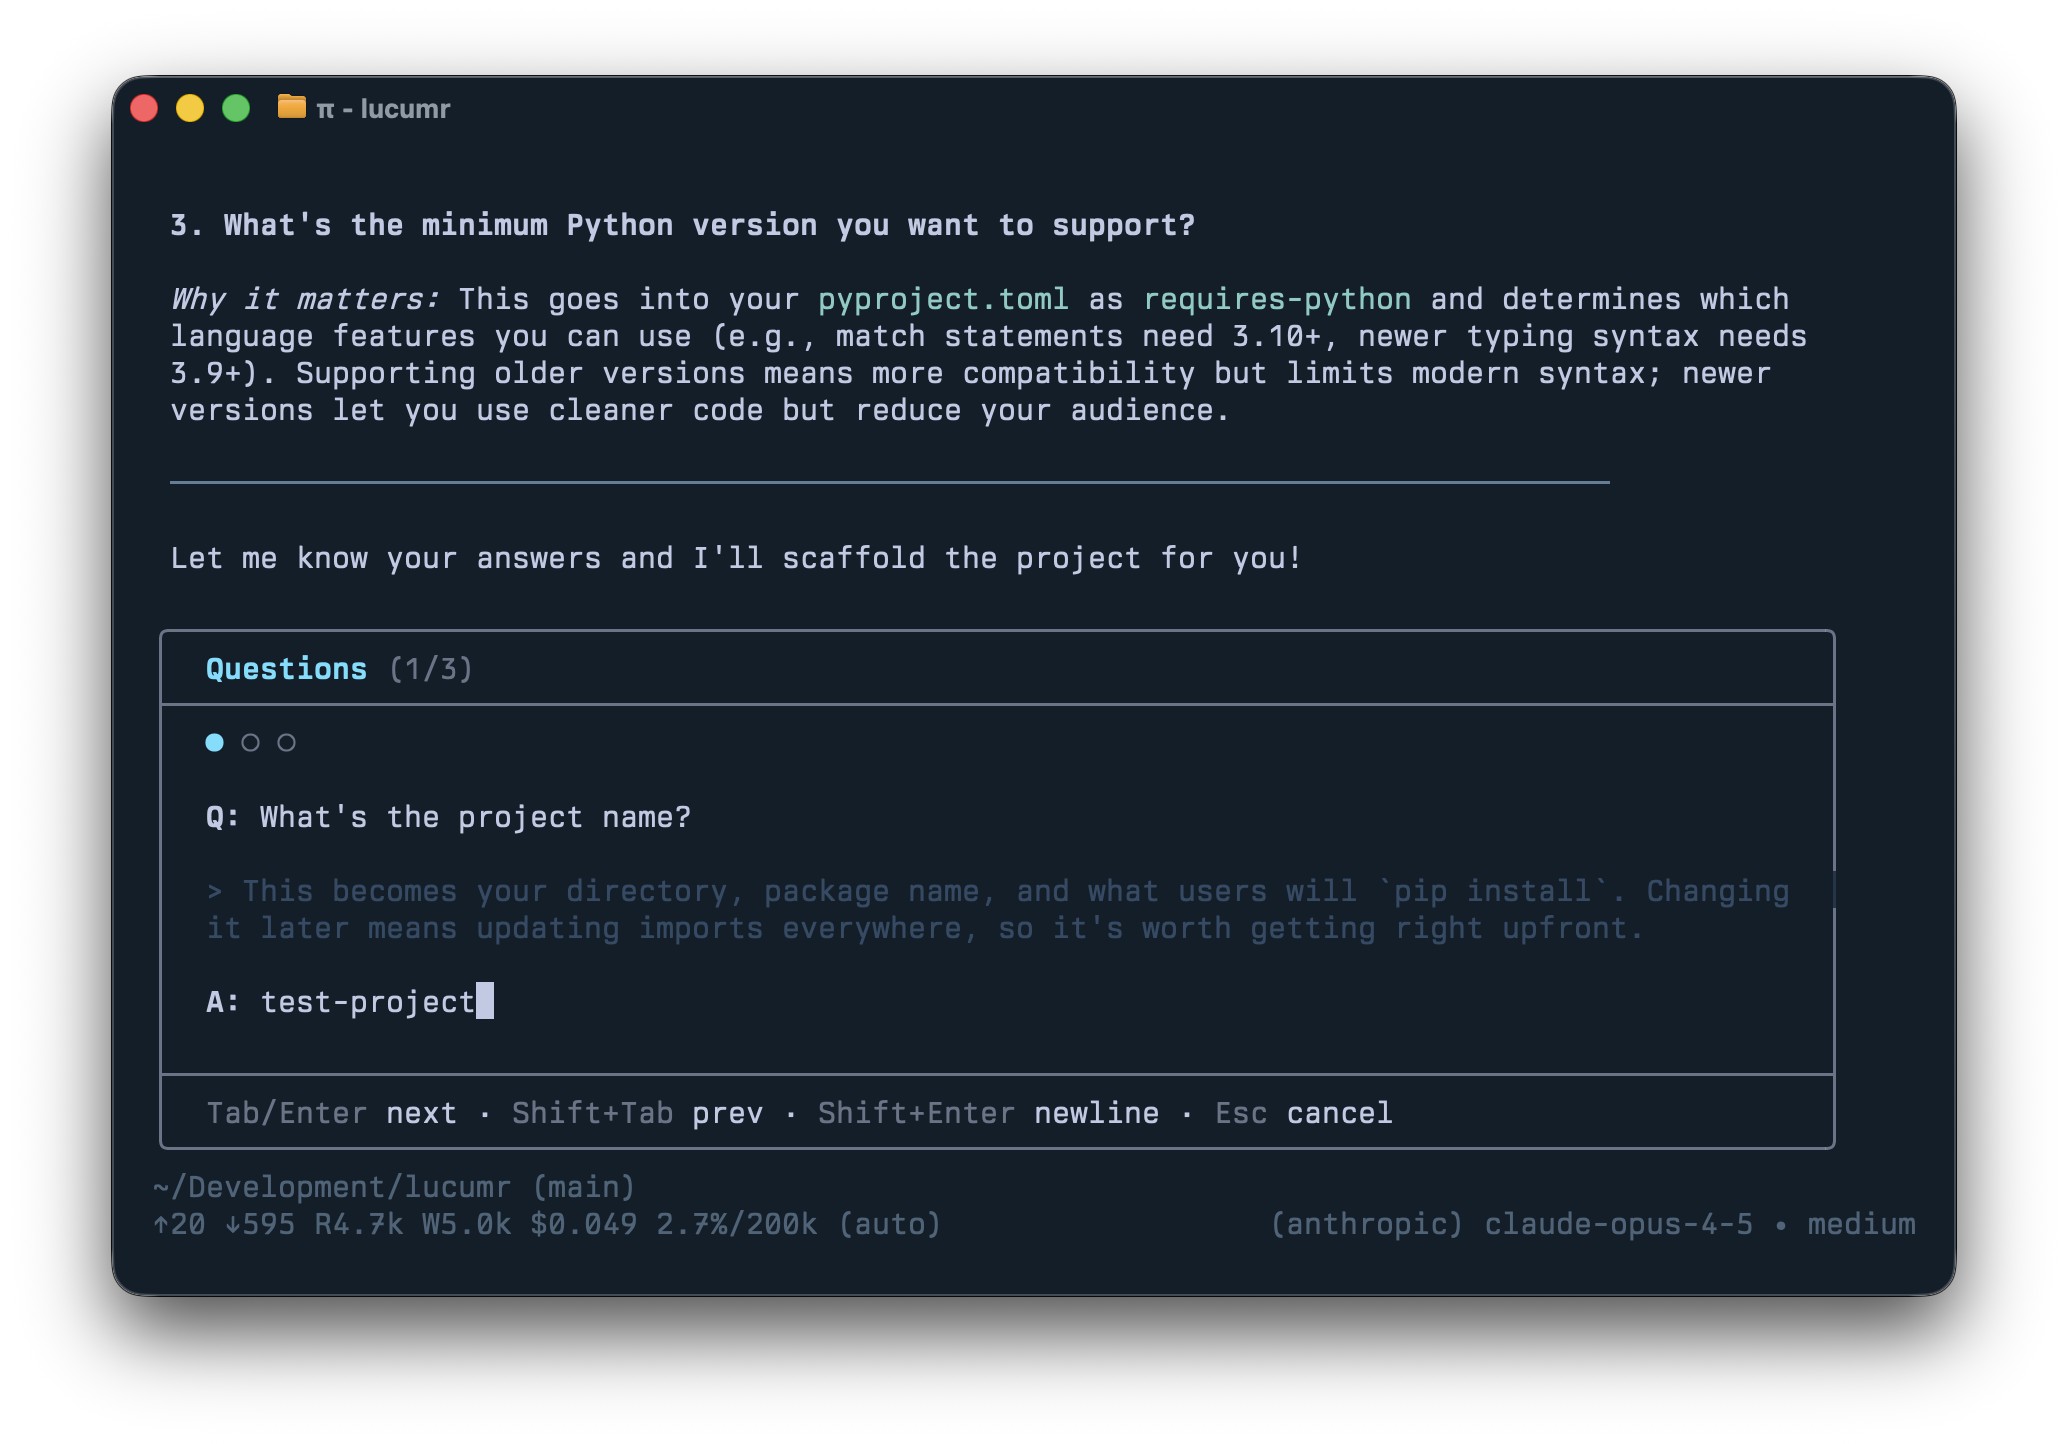 π - lucumr
3. What's the minimum Python version you want to support?
Why it matters: This goes into your pyproject.toml as requires-python and determines which
language features you can use (e.g., match statements need 3.10+, newer typing syntax needs
3.9+). Supporting older versions means more compatibility but limits modern syntax; newer
versions let you use cleaner code but reduce your audience.
Let me know your answers and I'll scaffold the project for you!
Questions (1/3)
Q: What's the project name?
> This becomes your directory, package name, and what users will `pip install`. Changing
it later means updating imports everywhere, so it's worth getting right upfront.
A: test-project
Tab/Enter next · Shift+Tab prev · Shift+Enter newline · Esc cancel
~/Development/lucumr (main)
↑20 ↓595 R4.7k W5.0k $0.049 2.7%/200k (auto) (anthropic) claude-opus-4-5 • medium